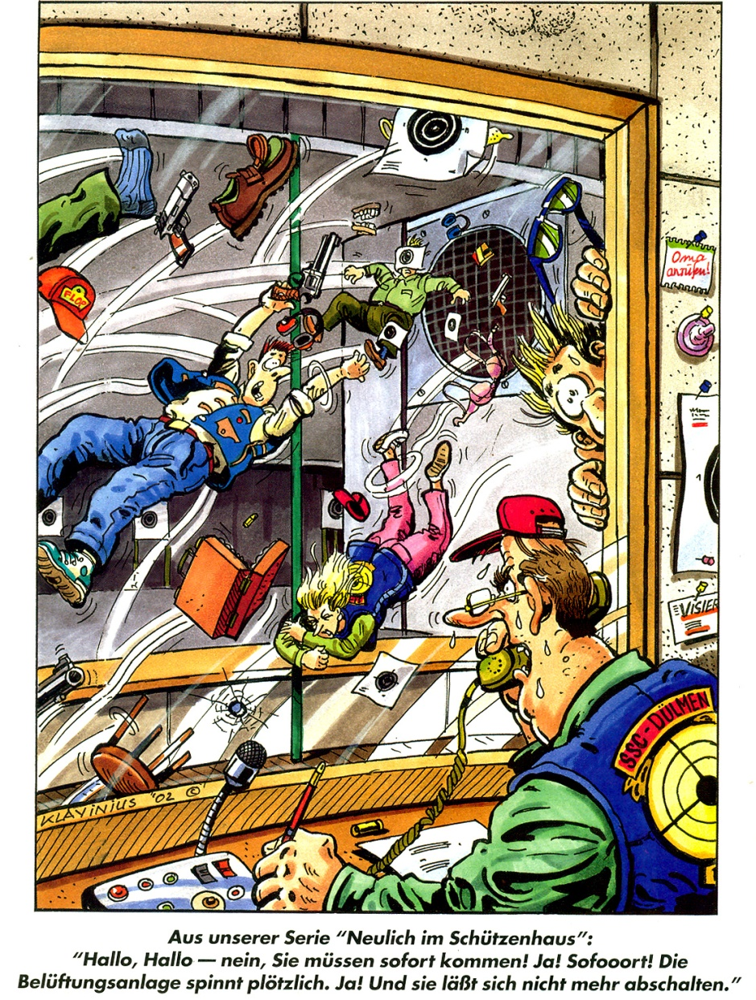 FLOP
Oma
anrufen!
VISIER
SSC-DÜLMEN
KLAVINIUS '02 ©
Aus unserer Serie “Neulich im Schützenhaus”:
“Hallo, Hallo — nein, Sie müssen sofort kommen! Ja! Sofooort! Die
Belüftungsanlage spinnt plötzlich. Ja! Und sie läßt sich nicht mehr abschalten.”